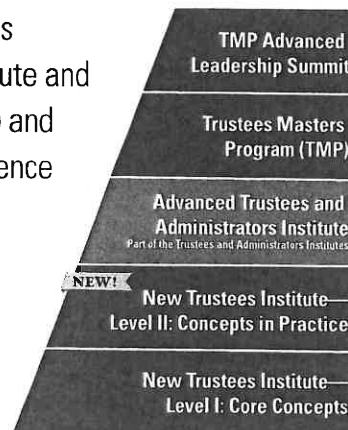 s
ute and
and
ence
TMP Advanced
Leadership Summit
Trustees Masters
Program (TMP)
Advanced Trustees and
Administrators Institute
Part of the Trustees and Administrators Institutes
NEW!
New Trustees Institute—
Level II: Concepts in Practice
New Trustees Institute—
Level I: Core Concepts